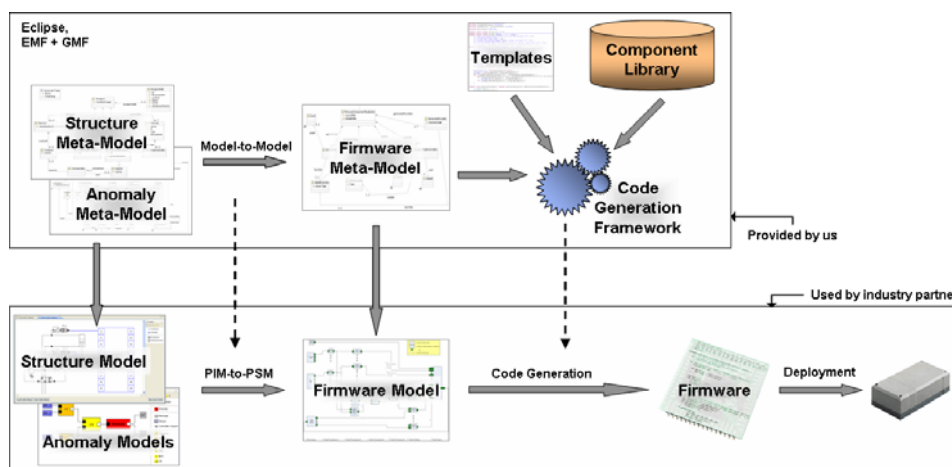 Eclipse,
EMF + GMF
Templates
Component
Library
Structure
Meta-Model
Anomaly
Meta-Model
Model-to-Model
Firmware
Meta-Model
Code
Generation
Framework
Provided by us
Used by industry partne
Structure Model
Anomaly Models
PIM-to-PSM
Firmware Model
Code Generation
Firmware
Deployment